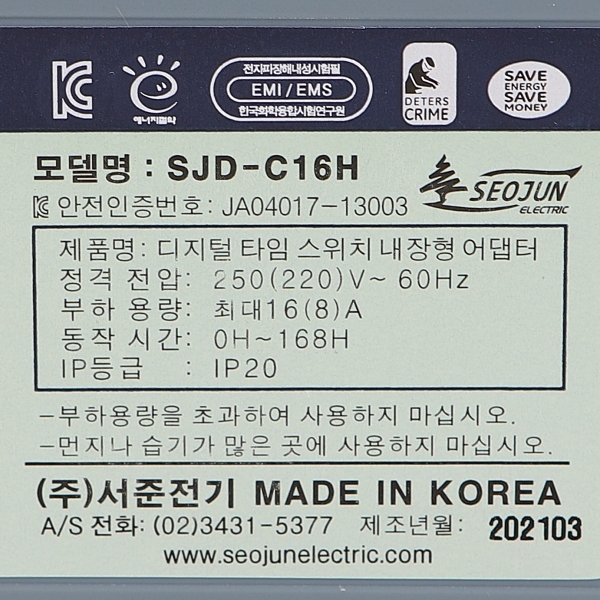 전자파장해내성시험필
EMI / EMS
한국화학융합시험연구원
에너지절약
DETERS
CRIME
SAVE
ENERGY
SAVE
MONEY
모델명 : SJD-C16H
안전인증번호: JA04017-13003
SEOJUN
ELECTRIC
제품명: 디지털 타임 스위치 내장형 어댑터
정격 전압: 250(220)V~ 60Hz
부하 용량: 최대16(8)A
동작 시간: 0H~168H
IP등급 : IP20
-부하용량을 초과하여 사용하지 마십시오.
-먼지나 습기가 많은 곳에 사용하지 마십시오.
(주)서준전기 MADE IN KOREA
A/S 전화: (02)3431-5377 제조년월: 202103
www.seojunelectric.com